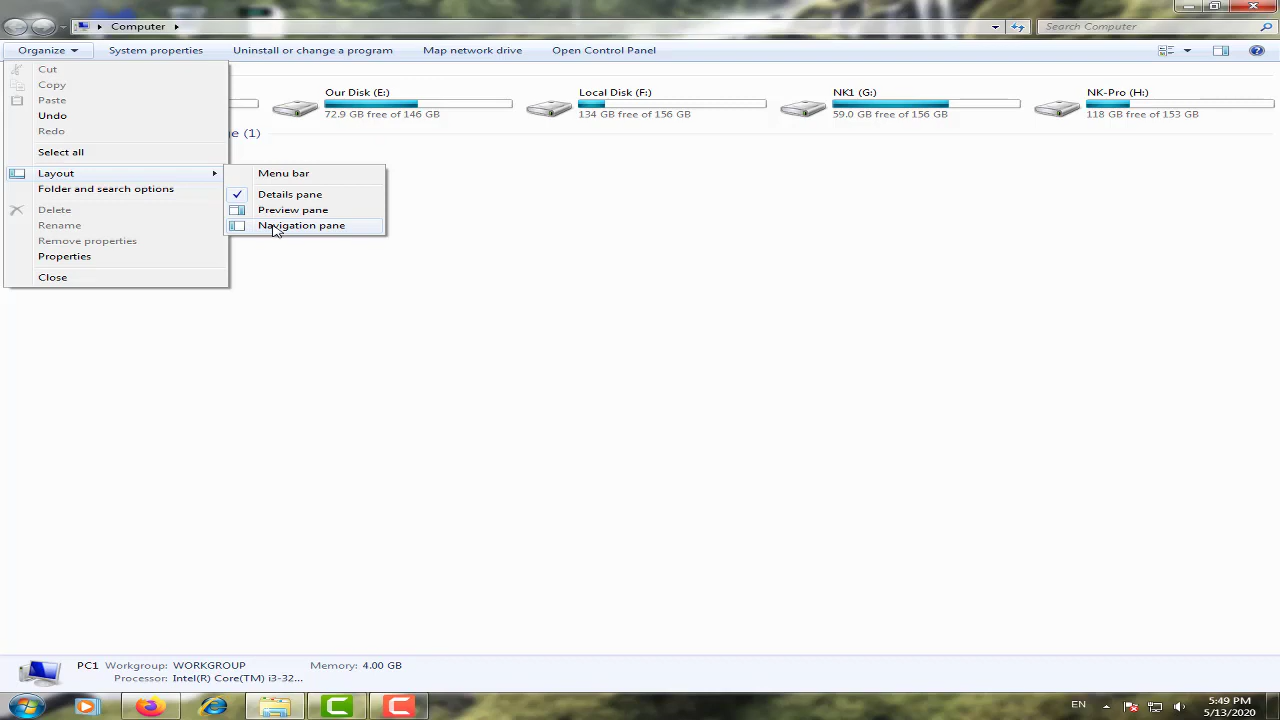 Computer
Search Computer
Organize
System properties
Uninstall or change a program
Map network drive
Open Control Panel
Cut
Copy
Paste
Undo
Redo
Select all
Layout
Folder and search options
Delete
Rename
Remove properties
Properties
Close
Menu bar
Details pane
Preview pane
Navigation pane
Our Disk (E:)
72.9 GB free of 146 GB
Local Disk (F:)
134 GB free of 156 GB
NK1 (G:)
59.0 GB free of 156 GB
NK-Pro (H:)
118 GB free of 153 GB
e (1)
PC1 Workgroup: WORKGROUP Memory: 4.00 GB
Processor: Intel(R) Core(TM) i3-32...
EN
5:49 PM
5/13/2020